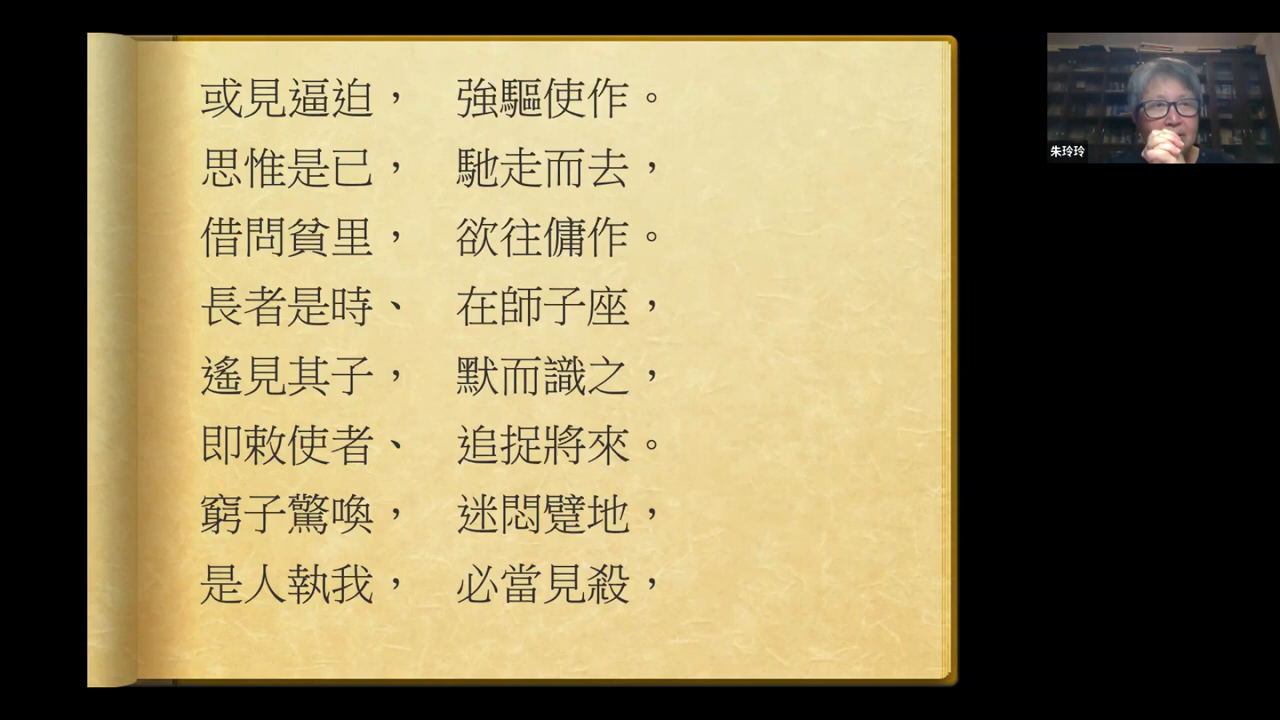 或見逼迫，　強驅使作。
思惟是已，　馳走而去，
借問貧里，　欲往傭作。
長者是時、　在師子座，
遙見其子，　默而識之，
即敕使者、　追捉將來。
窮子驚喚，　迷悶躄地，
是人執我，　必當見殺，
朱玲玲